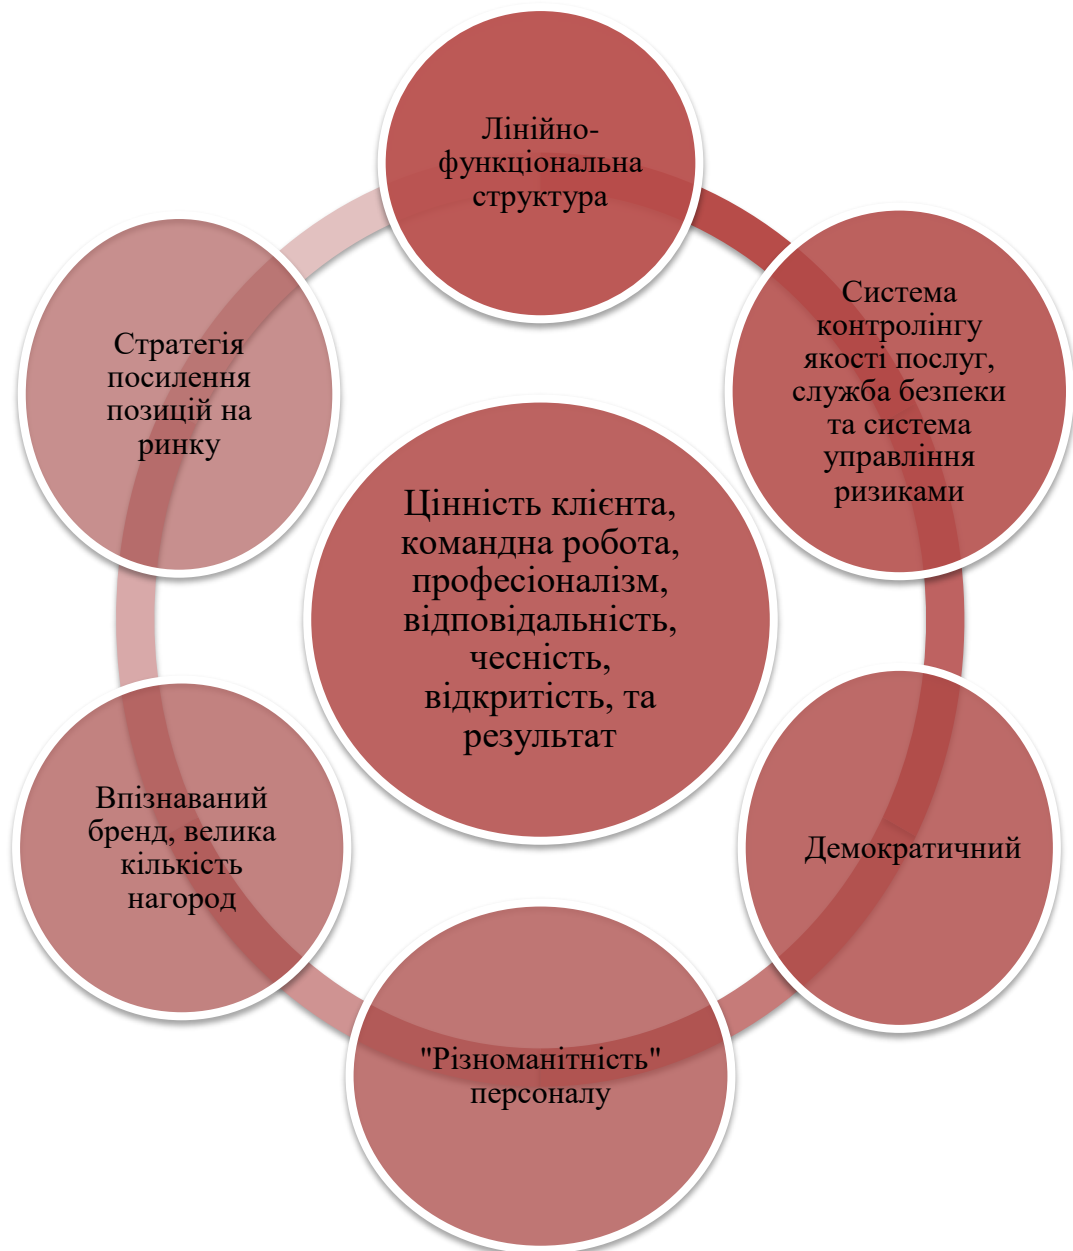 Лінійно-
функціональна
структура
Система
контролінгу
якості послуг,
служба безпеки
та система
управління
ризиками
Стратегія
посилення
позицій на
ринку
Цінність клієнта,
командна робота,
професіоналізм,
відповідальність,
чесність,
відкритість, та
результат
Впізнаваний
бренд, велика
кількість
нагород
Демократичний
"Різноманітність"
персоналу